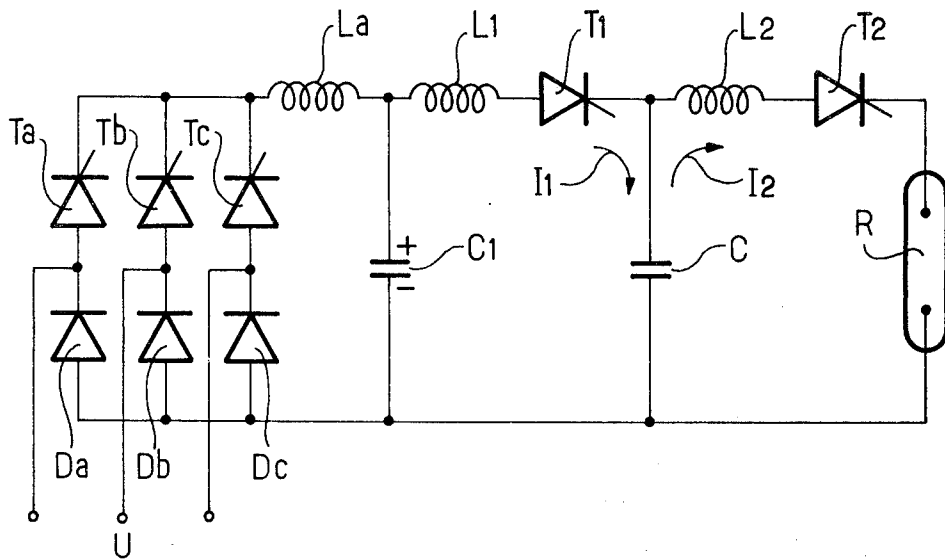 La L1 T1 L2 T2
Ta Tb Tc
I1 I2
R
+
C1 C
-
Da Db Dc
U